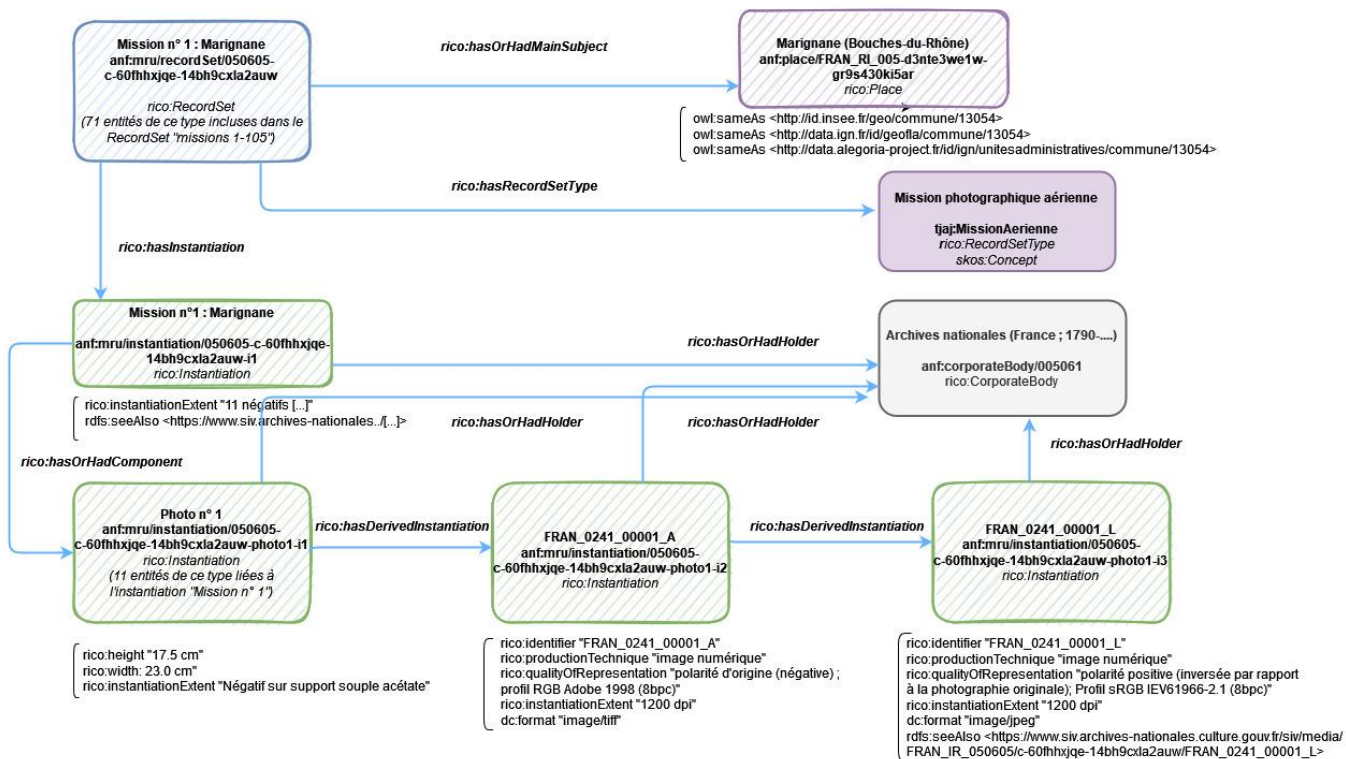 Mission n° 1 : Marignane
anf:mru/recordSet/050605-
c-60fhhxjqe-14bh9cxla2auw
rico:RecordSet
(71 entités de ce type incluses dans le
RecordSet "missions 1-105")
rico:hasOrHadMainSubject
Marignane (Bouches-du-Rhône)
anf:place/FRAN_RI_005-d3nte3we1w-
gr9s430ki5ar
rico:Place
owl:sameAs <http://id.insee.fr/geo/commune/13054>
owl:sameAs <http://data.ign.fr/id/geofla/commune/13054>
owl:sameAs <http://data.alegoria-project.fr/id/ign/unitesadministratives/commune/13054>
rico:hasRecordSetType
Mission photographique aérienne
tjaj:MissionAerienne
rico:RecordSetType
skos:Concept
rico:hasInstantiation
Mission n°1 : Marignane
anf:mru/instantiation/050605-c-60fhhxjqe-
14bh9cxla2auw-i1
rico:Instantiation
rico:instantiationExtent "11 négatifs [...]"
rdfs:seeAlso <https://www.siv.archives-nationales../[...]>
rico:hasOrHadHolder
Archives nationales (France ; 1790-....)
anf:corporateBody/005061
rico:CorporateBody
rico:hasOrHadHolder
rico:hasOrHadHolder
rico:hasOrHadHolder
rico:hasOrHadComponent
Photo n° 1
anf:mru/instantiation/050605-
c-60fhhxjqe-14bh9cxla2auw-photo1-i1
rico:Instantiation
(11 entités de ce type liées à
l'instantiation "Mission n° 1")
rico:height "17.5 cm"
rico:width: 23.0 cm"
rico:instantiationExtent "Négatif sur support souple acétate"
rico:hasDerivedInstantiation
FRAN_0241_00001_A
anf:mru/instantiation/050605-
c-60fhhxjqe-14bh9cxla2auw-photo1-i2
rico:Instantiation
rico:identifier "FRAN_0241_00001_A"
rico:productionTechnique "image numérique"
rico:qualityOfRepresentation "polarité d'origine (négative) ;
profil RGB Adobe 1998 (8bpc)"
rico:instantiationExtent "1200 dpi"
dc:format "image/tiff"
rico:hasDerivedInstantiation
FRAN_0241_00001_L
anf:mru/instantiation/050605-
c-60fhhxjqe-14bh9cxla2auw-photo1-i3
rico:Instantiation
rico:identifier "FRAN_0241_00001_L"
rico:productionTechnique "image numérique"
rico:qualityOfRepresentation "polarité positive (inversée par rapport
à la photographie originale); Profil sRGB IEV61966-2.1 (8bpc)"
rico:instantiationExtent "1200 dpi"
dc:format "image/jpeg"
rdfs:seeAlso <https://www.siv.archives-nationales.culture.gouv.fr/siv/media/
FRAN_IR_050605/c-60fhhxjqe-14bh9cxla2auw/FRAN_0241_00001_L>